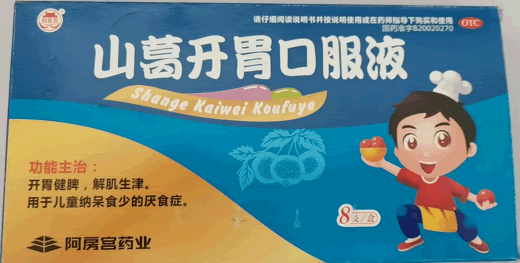 请仔细阅读说明书并按说明使用或在药师指导下购买和使用
国药准字B20020270
OTC
山葛开胃口服液
Shange Kaiwei Koufuye
功能主治：
开胃健脾，解肌生津。
用于儿童纳呆食少的厌食症。
8支/盒
阿房宫药业